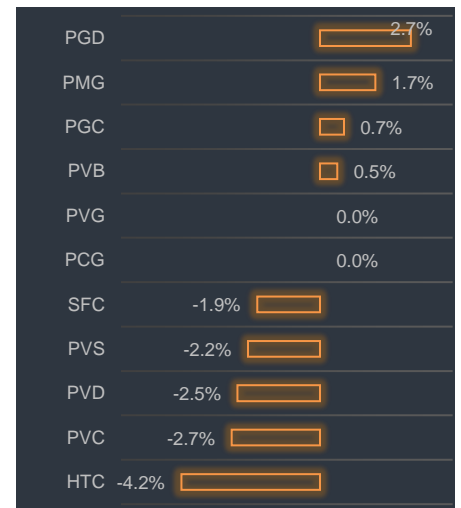 PGD 2.7%
PMG 1.7%
PGC 0.7%
PVB 0.5%
PVG 0.0%
PCG 0.0%
SFC -1.9%
PVS -2.2%
PVD -2.5%
PVC -2.7%
HTC -4.2%